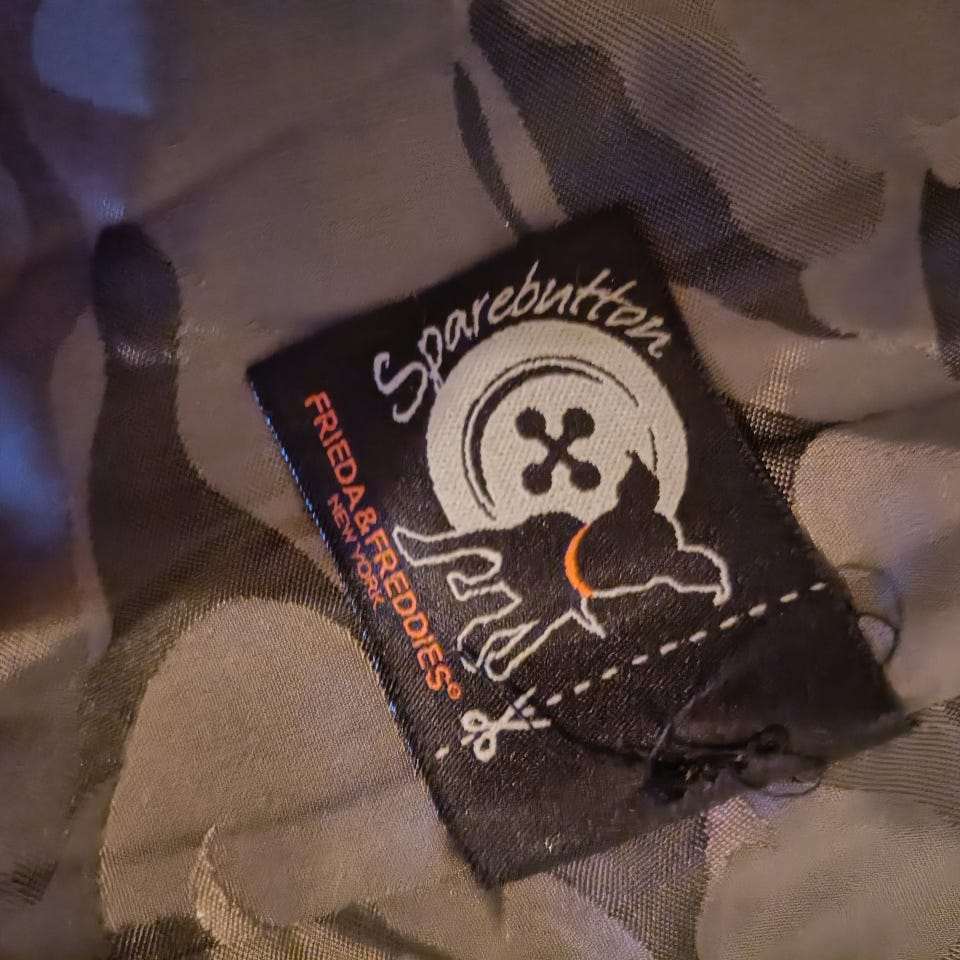 Sparebutton
FRIEDA & FREDDIES®
NEW YORK